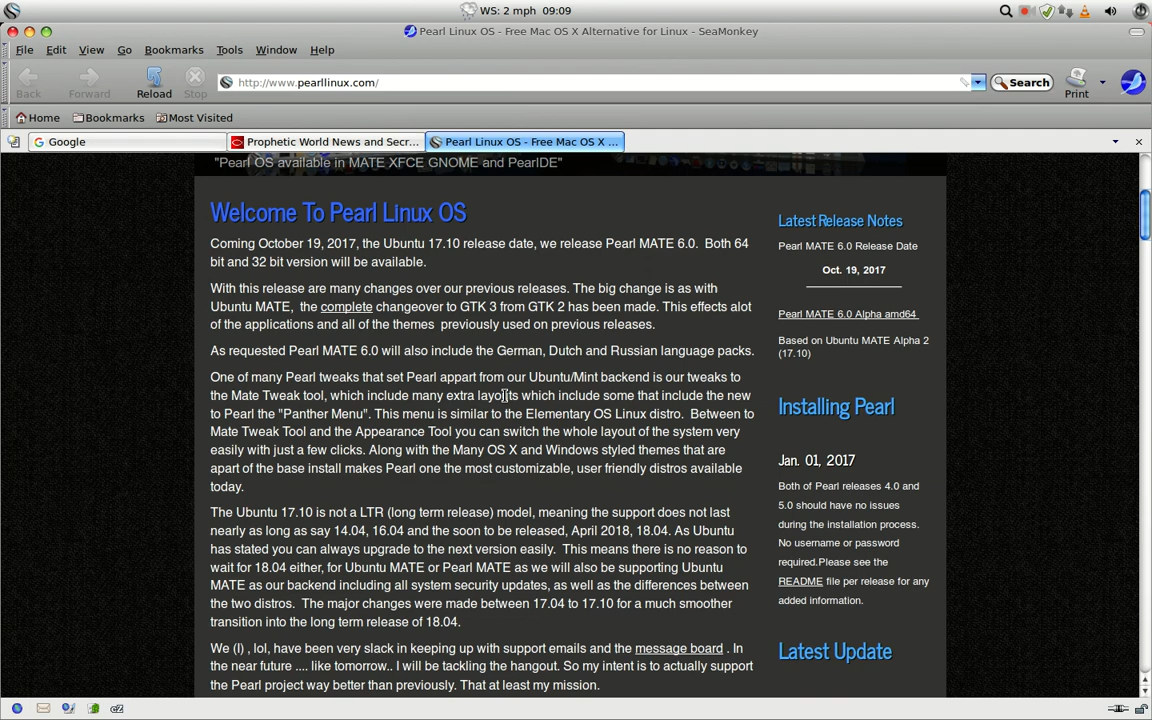 WS: 2 mph 09:09
Pearl Linux OS - Free Mac OS X Alternative for Linux - SeaMonkey
File Edit View Go Bookmarks Tools Window Help
Back Forward Reload Stop http://www.pearllinux.com/ Search Print
Home Bookmarks Most Visited
Google Prophetic World News and Secr... Pearl Linux OS - Free Mac OS X ...
"Pearl OS available in MATE XFCE GNOME and PearlDE"
Welcome To Pearl Linux OS
Coming October 19, 2017, the Ubuntu 17.10 release date, we release Pearl MATE 6.0. Both 64
bit and 32 bit version will be available.
With this release are many changes over our previous releases. The big change is as with
Ubuntu MATE, the complete changeover to GTK 3 from GTK 2 has been made. This effects alot
of the applications and all of the themes previously used on previous releases.
As requested Pearl MATE 6.0 will also include the German, Dutch and Russian language packs.
One of many Pearl tweaks that set Pearl appart from our Ubuntu/Mint backend is our tweaks to
the Mate Tweak tool, which include many extra layouts which include some that include the new
to Pearl the "Panther Menu". This menu is similar to the Elementary OS Linux distro. Between to
Mate Tweak Tool and the Appearance Tool you can switch the whole layout of the system very
easily with just a few clicks. Along with the Many OS X and Windows styled themes that are
apart of the base install makes Pearl one the most customizable, user friendly distros available
today.
The Ubuntu 17.10 is not a LTR (long term release) model, meaning the support does not last
nearly as long as say 14.04, 16.04 and the soon to be released, April 2018, 18.04. As Ubuntu
has stated you can always upgrade to the next version easily. This means there is no reason to
wait for 18.04 either, for Ubuntu MATE or Pearl MATE as we will also be supporting Ubuntu
MATE as our backend including all system security updates, as well as the differences between
the two distros. The major changes were made between 17.04 to 17.10 for a much smoother
transition into the long term release of 18.04.
We (I) , lol, have been very slack in keeping up with support emails and the message board . In
the near future .... like tomorrow.. I will be tackling the hangout. So my intent is to actually support
the Pearl project way better than previously. That at least my mission.
Latest Release Notes
Pearl MATE 6.0 Release Date
Oct. 19, 2017
Pearl MATE 6.0 Alpha amd64
Based on Ubuntu MATE Alpha 2
(17.10)
Installing Pearl
Jan. 01, 2017
Both of Pearl releases 4.0 and
5.0 should have no issues
during the installation process.
No username or password
required.Please see the
README file per release for any
added information.
Latest Update